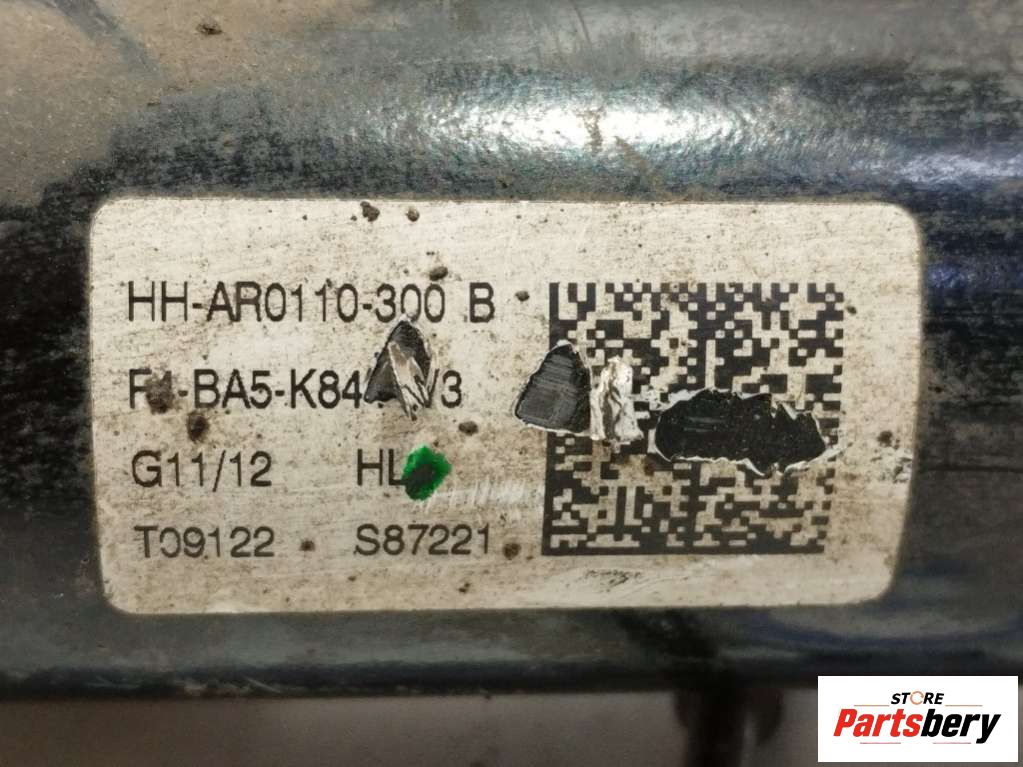 HH-AR0110-300 B
G11/12
T09122 S87221
STORE
Partsbery